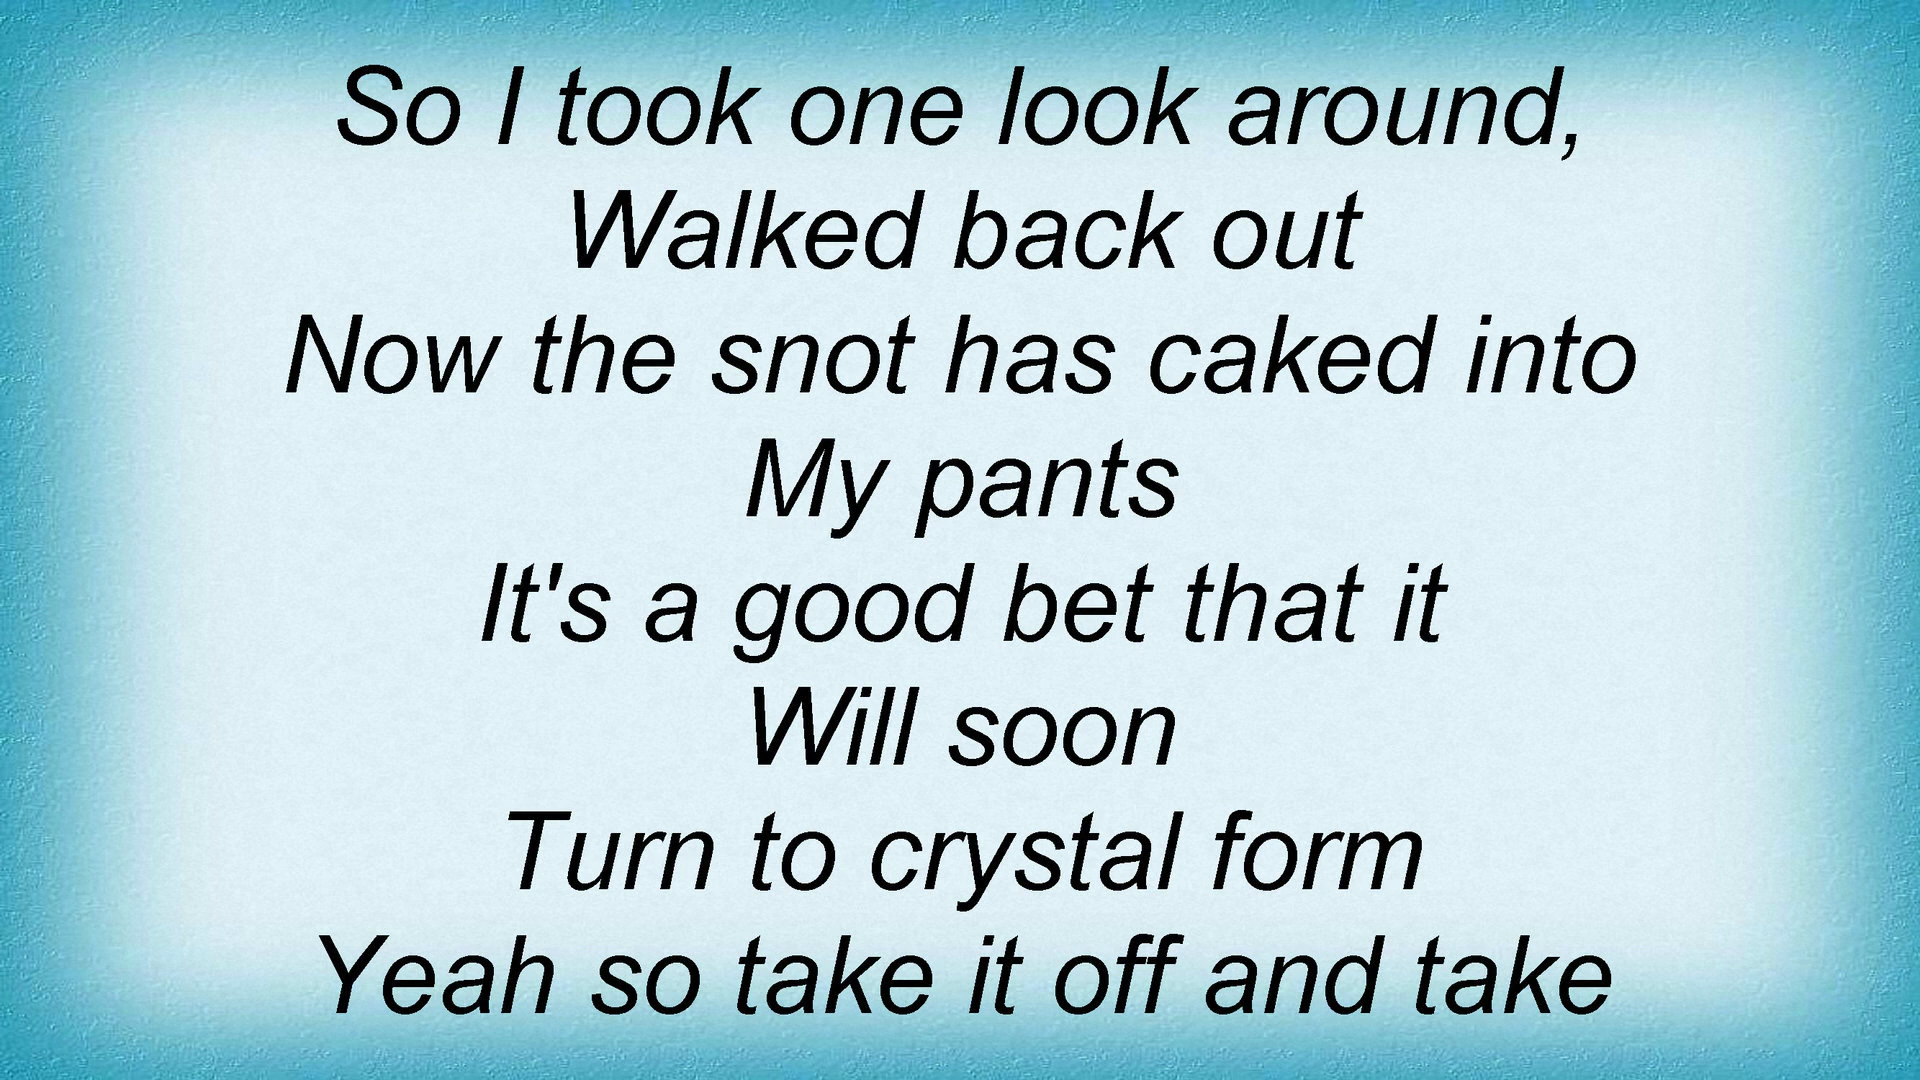 So I took one look around,
Walked back out
Now the snot has caked into
My pants
It's a good bet that it
Will soon
Turn to crystal form
Yeah so take it off and take